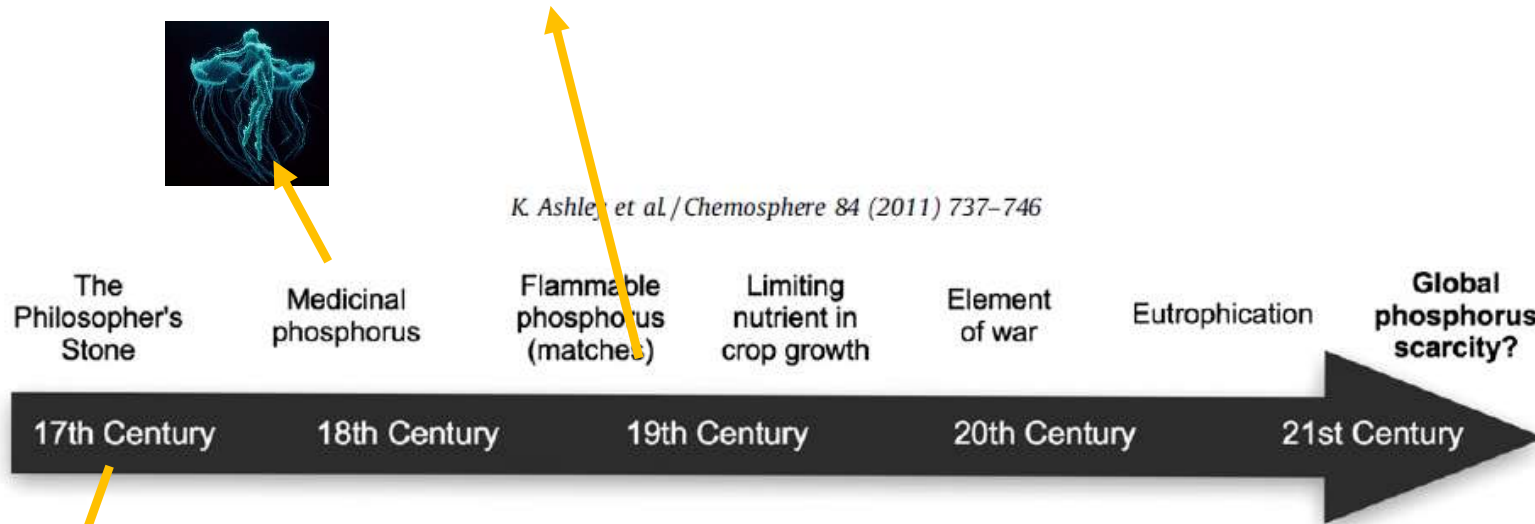 K. Ashley et al./Chemosphere 84 (2011) 737–746
The
Philosopher's
Stone
Medicinal
phosphorus
Flammable
phosphorus
(matches)
Limiting
nutrient in
crop growth
Element
of war
Eutrophication
Global
phosphorus
scarcity?
17th Century
18th Century
19th Century
20th Century
21st Century